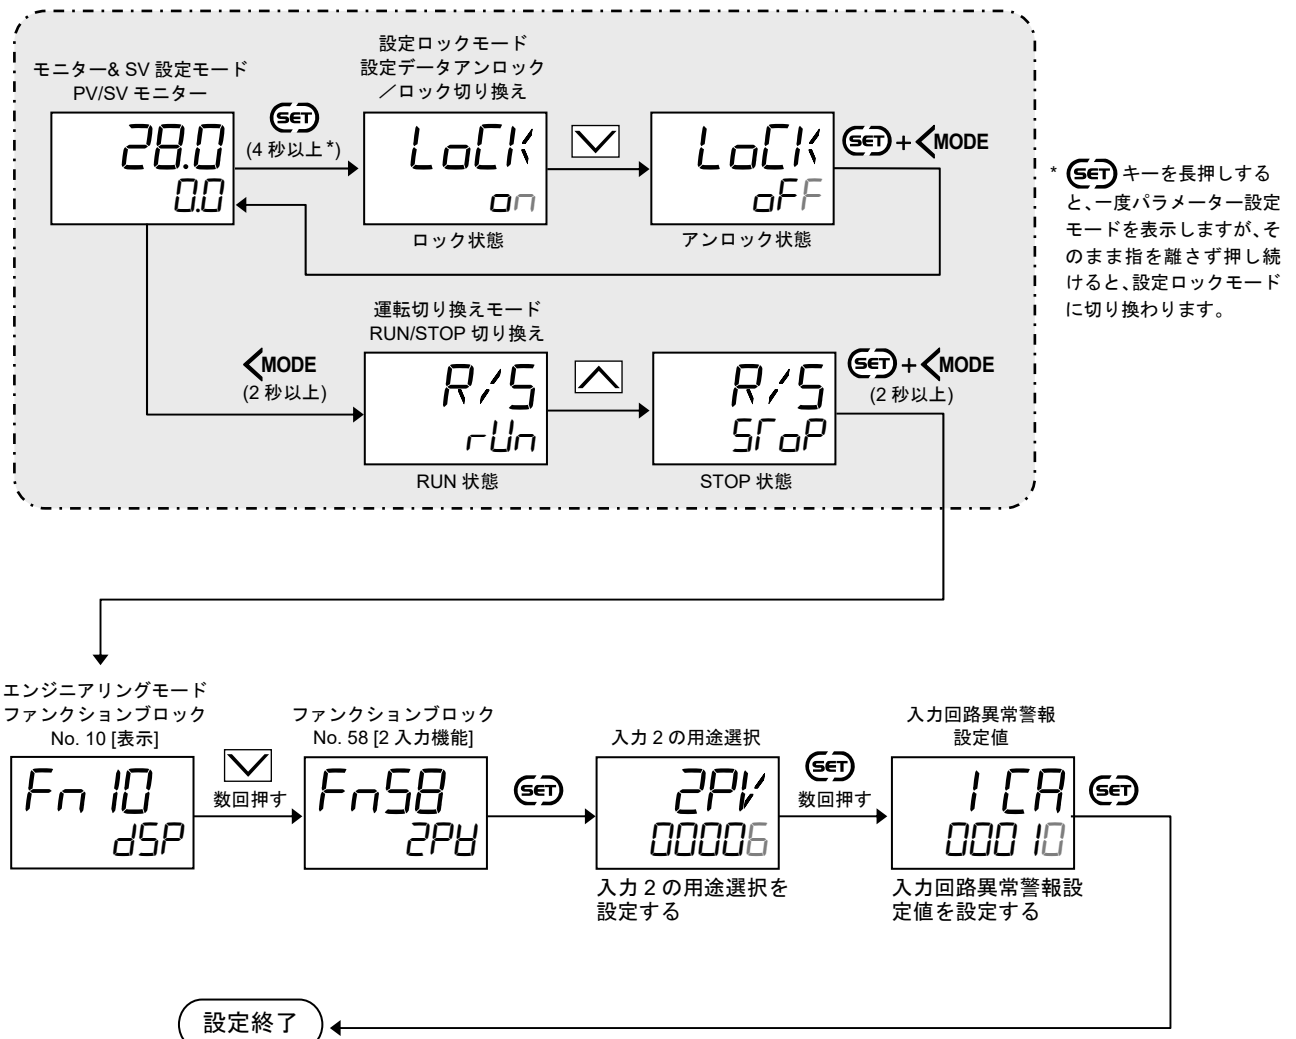 モニター& SV 設定モード
PV/SV モニター
28.0
0.0
SET
(4 秒以上*)
設定ロックモード
設定データアンロック
／ロック切り換え
LoCK
on
ロック状態
LoCK
oFF
アンロック状態
SET + MODE
* SET キーを長押しする
と、一度パラメーター設定
モードを表示しますが、そ
のまま指を離さず押し続
けると、設定ロックモード
に切り換わります。
MODE
(2 秒以上)
運転切り換えモード
RUN/STOP 切り換え
R/S
rUn
RUN 状態
R/S
SToP
STOP 状態
SET + MODE
(2 秒以上)
エンジニアリングモード
ファンクションブロック
No. 10 [表示]
Fn 10
dSP
数回押す
ファンクションブロック
No. 58 [2 入力機能]
Fn58
2PV
SET
入力 2 の用途選択
2PV
00006
入力 2 の用途選択を
設定する
SET
数回押す
入力回路異常警報
設定値
ICA
00010
入力回路異常警報設
定値を設定する
SET
設定終了